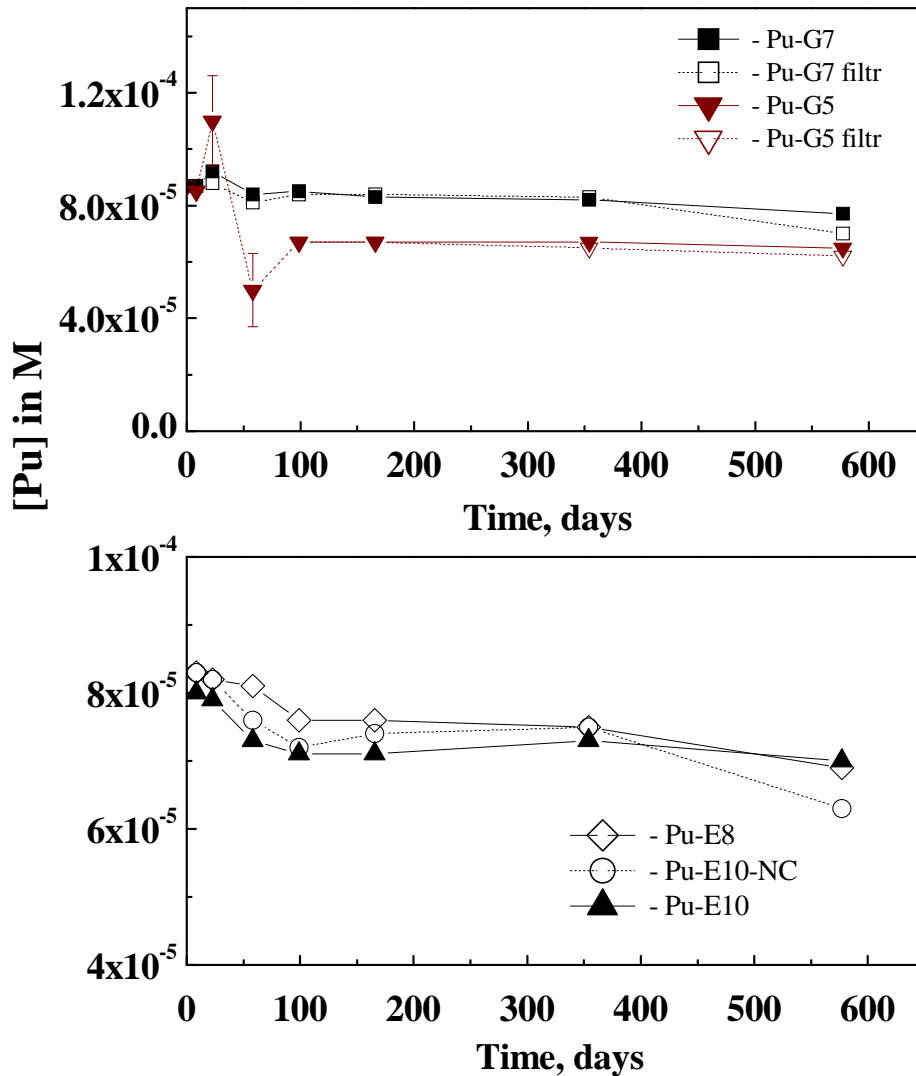 - Pu-G7
- Pu-G7 filtr
- Pu-G5
- Pu-G5 filtr
1.2x10⁻⁴
8.0x10⁻⁵
4.0x10⁻⁵
0.0
0 100 200 300 400 500 600
Time, days
[Pu] in M
1x10⁻⁴
8x10⁻⁵
6x10⁻⁵
4x10⁻⁵
- Pu-E8
- Pu-E10-NC
- Pu-E10
0 100 200 300 400 500 600
Time, days